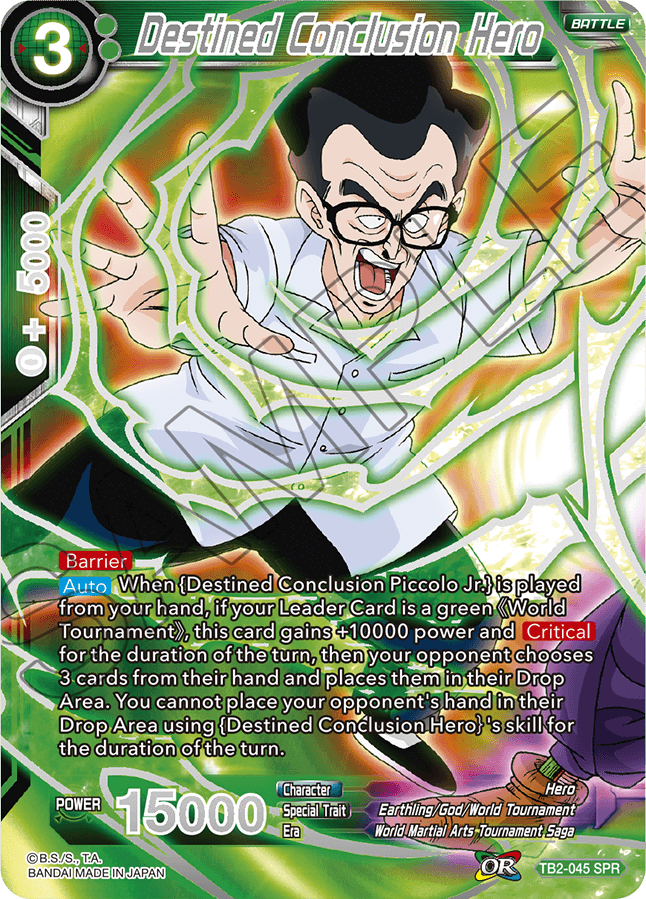 3
Destined Conclusion Hero
BATTLE
0 + 5000
SAMPLE
Barrier
Auto When {Destined Conclusion Piccolo Jr.} is played
from your hand, if your Leader Card is a green 《World
Tournament》, this card gains +10000 power and Critical
for the duration of the turn, then your opponent chooses
3 cards from their hand and places them in their Drop
Area. You cannot place your opponent's hand in their
Drop Area using {Destined Conclusion Hero} 's skill for
the duration of the turn.
POWER 15000
Character Hero
Special Trait Earthling/God/World Tournament
Era World Martial Arts Tournament Saga
©B.S./S., T.A.
BANDAI MADE IN JAPAN
OR
TB2-045 SPR